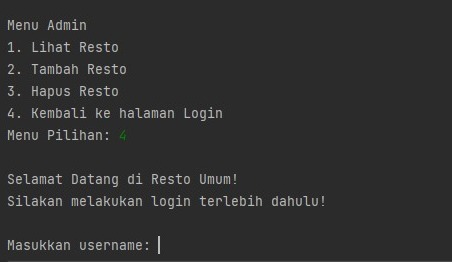 Menu Admin
1. Lihat Resto
2. Tambah Resto
3. Hapus Resto
4. Kembali ke halaman Login
Menu Pilihan: 4
Selamat Datang di Resto Umum!
Silakan melakukan login terlebih dahulu!
Masukkan username: